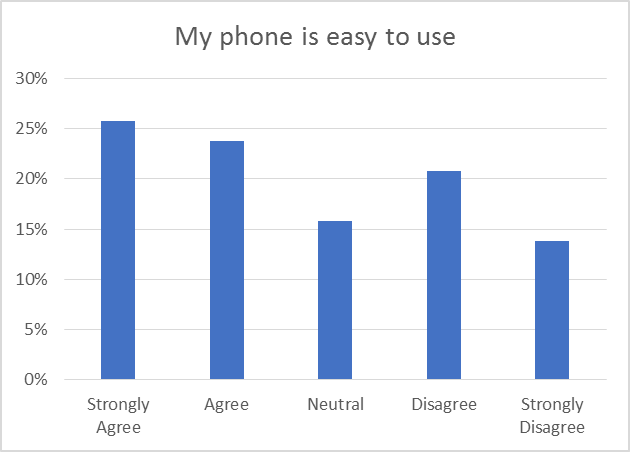 My phone is easy to use
30%
25%
20%
15%
10%
5%
0%
Strongly
Agree
Agree
Neutral
Disagree
Strongly
Disagree